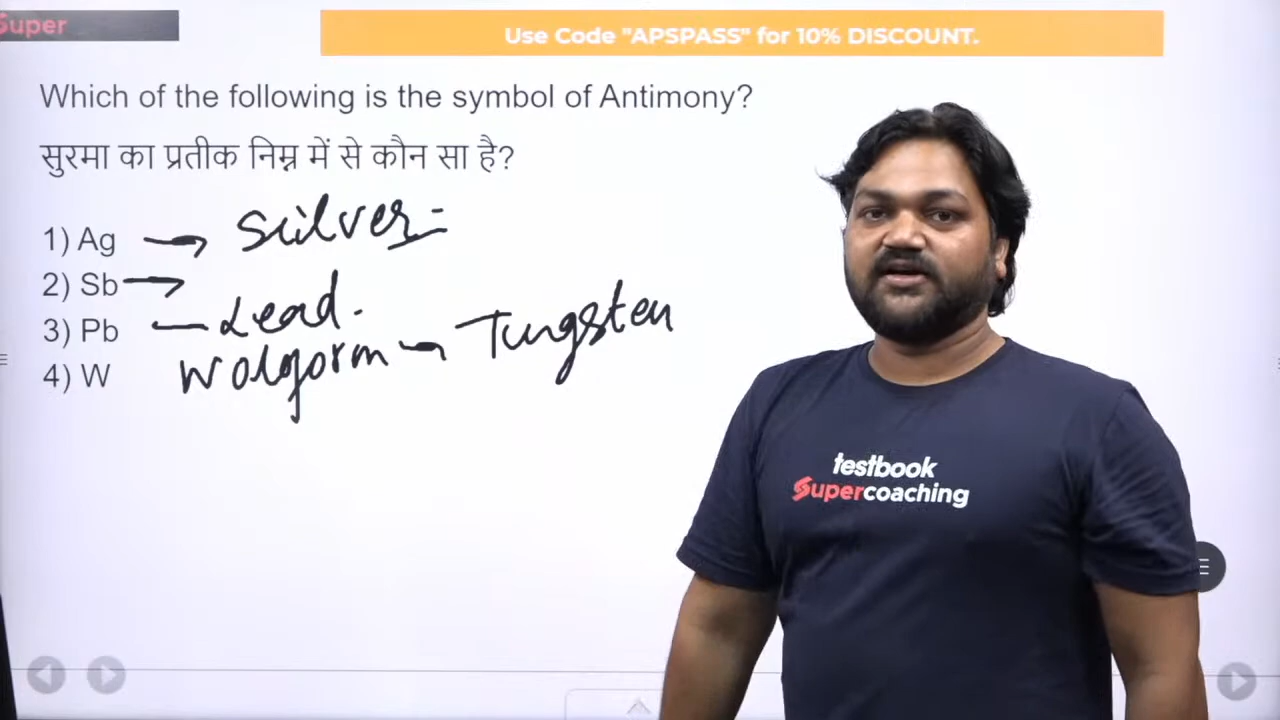 Super
Use Code "APSPASS" for 10% DISCOUNT.
Which of the following is the symbol of Antimony?
सुरमा का प्रतीक निम्न में से कौन सा है?
1) Ag → Scilver
2) Sb →
3) Pb — Lead.
4) W Wolgorm → Tungsten
testbook
Supercoaching